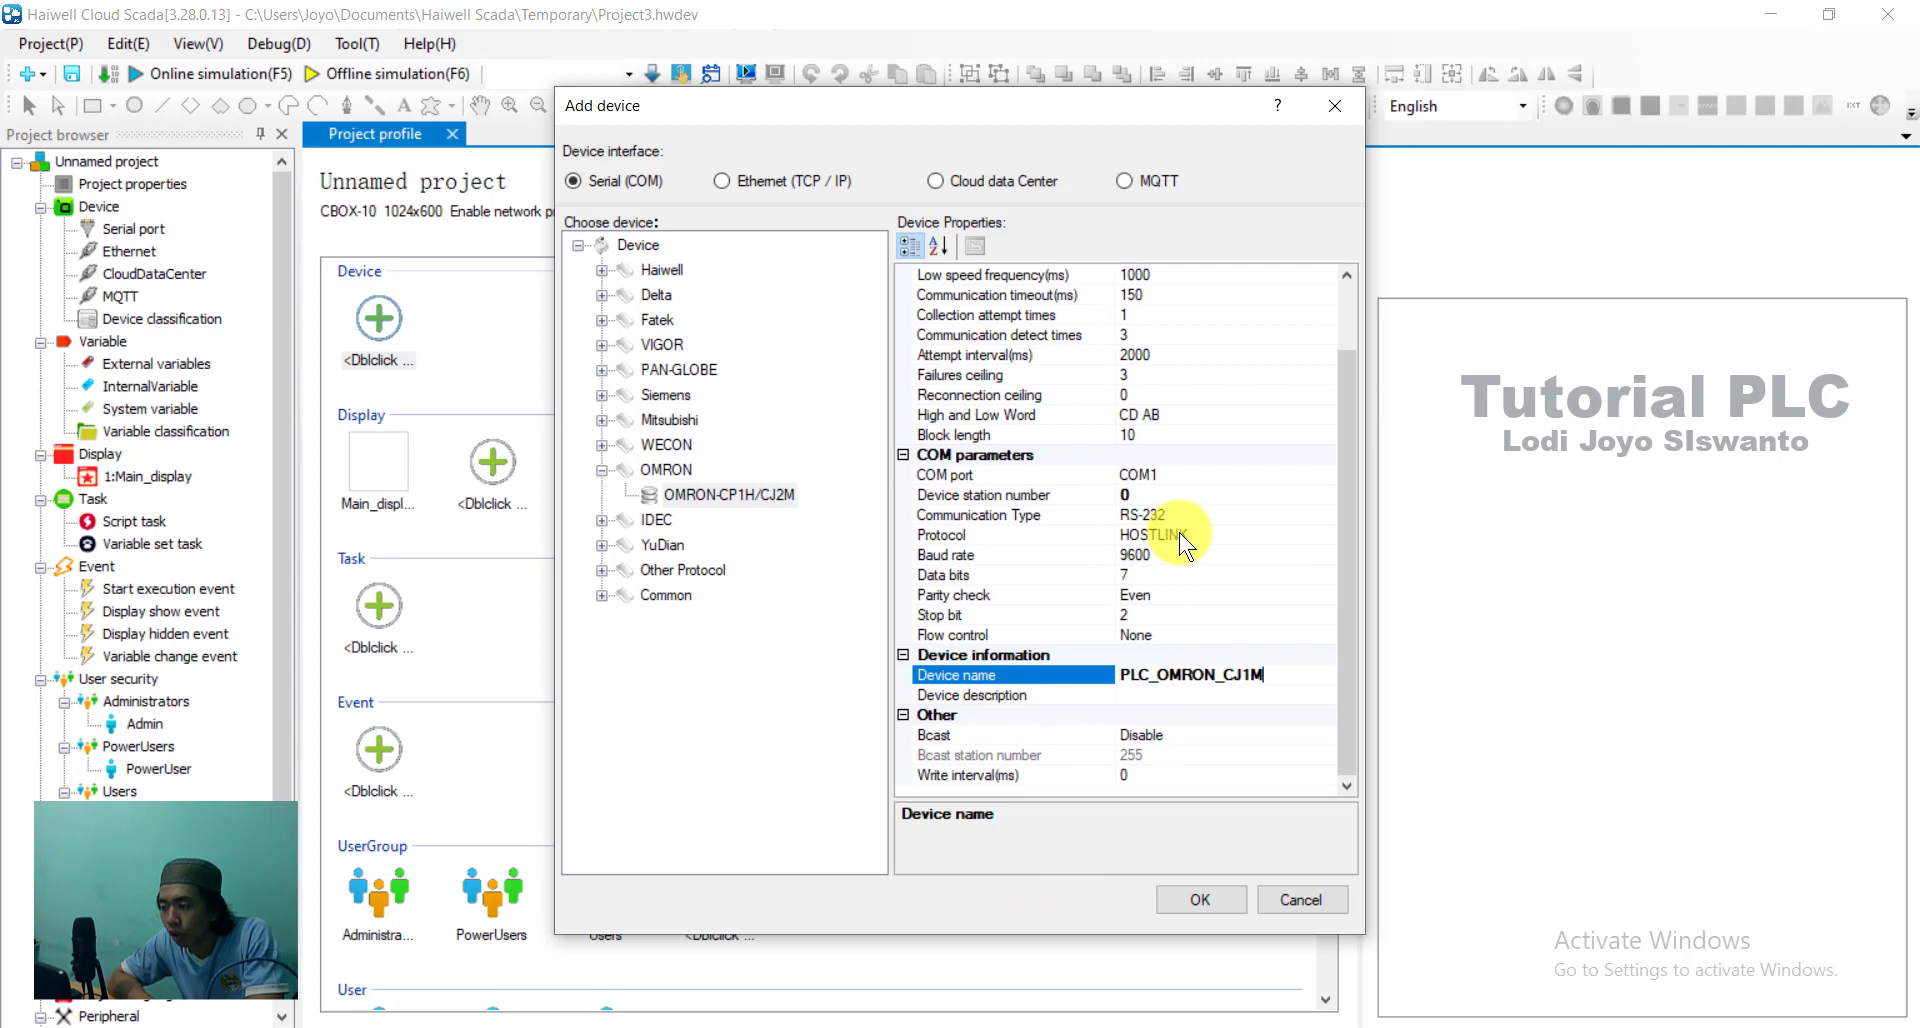 Haiwell Cloud Scada[3.28.0.13] - C:\Users\Joyo\Documents\Haiwell Scada\Temporary\Project3.hwdev
Project(P) Edit(E) View(V) Debug(D) Tool(T) Help(H)
Online simulation(F5) Offline simulation(F6)
English
Project browser
Unnamed project
Project properties
Device
Serial port
Ethernet
CloudDataCenter
MQTT
Device classification
Variable
External variables
InternalVariable
System variable
Variable classification
Display
1:Main_display
Task
Script task
Variable set task
Event
Start execution event
Display show event
Display hidden event
Variable change event
User security
Administrators
Admin
PowerUsers
PowerUser
Users
Peripheral
Project profile
Unnamed project
CBOX-10 1024x600 Enable network p
Device
<Dblclick ...
Display
Main_displ...
<Dblclick ...
Task
<Dblclick ...
Event
<Dblclick ...
UserGroup
Administra...
PowerUsers
Users
<Dblclick ...
User
Add device
?
Device interface:
Serial (COM)
Ethernet (TCP / IP)
Cloud data Center
MQTT
Choose device:
Device
Haiwell
Delta
Fatek
VIGOR
PAN-GLOBE
Siemens
Mitsubishi
WECON
OMRON
OMRON-CP1H/CJ2M
IDEC
YuDian
Other Protocol
Common
Device Properties:
Low speed frequency(ms) 1000
Communication timeout(ms) 150
Collection attempt times 1
Communication detect times 3
Attempt interval(ms) 2000
Failures ceiling 3
Reconnection ceiling 0
High and Low Word CD AB
Block length 10
COM parameters
COM port COM1
Device station number 0
Communication Type RS-232
Protocol HOSTLINK
Baud rate 9600
Data bits 7
Parity check Even
Stop bit 2
Flow control None
Device information
Device name PLC_OMRON_CJ1M
Device description
Other
Bcast Disable
Bcast station number 255
Write interval(ms) 0
Device name
OK
Cancel
Tutorial PLC
Lodi Joyo SIswanto
Activate Windows
Go to Settings to activate Windows.